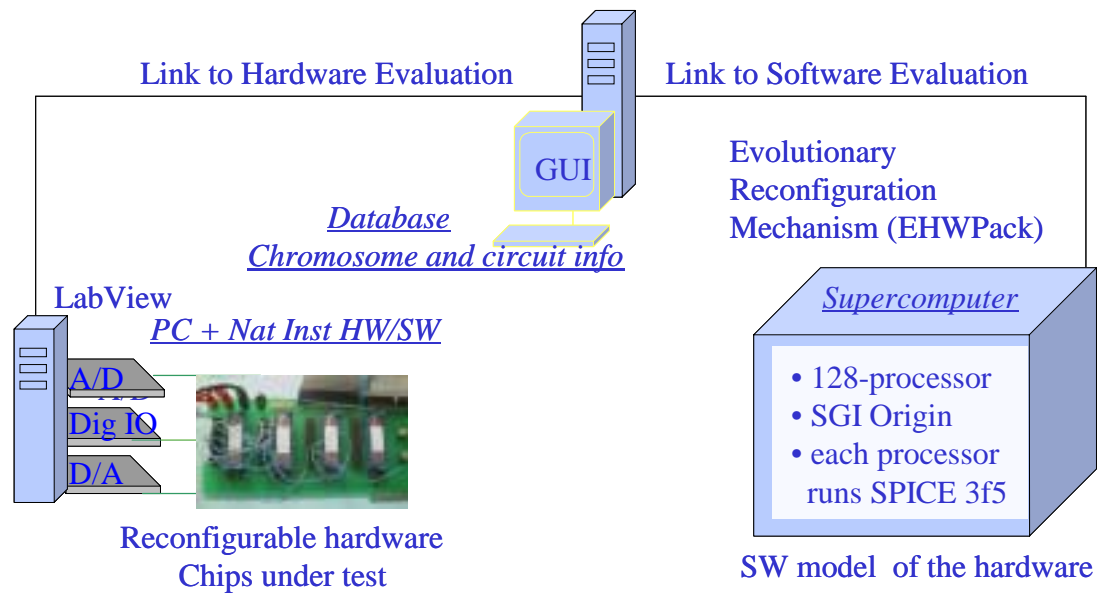 Link to Hardware Evaluation
Link to Software Evaluation
GUI
Evolutionary
Reconfiguration
Mechanism (EHWPack)
Database
Chromosome and circuit info
LabView
PC + Nat Inst HW/SW
A/D
A/D
Dig IO
D/A
Reconfigurable hardware
Chips under test
Supercomputer
• 128-processor
• SGI Origin
• each processor
runs SPICE 3f5
SW model of the hardware